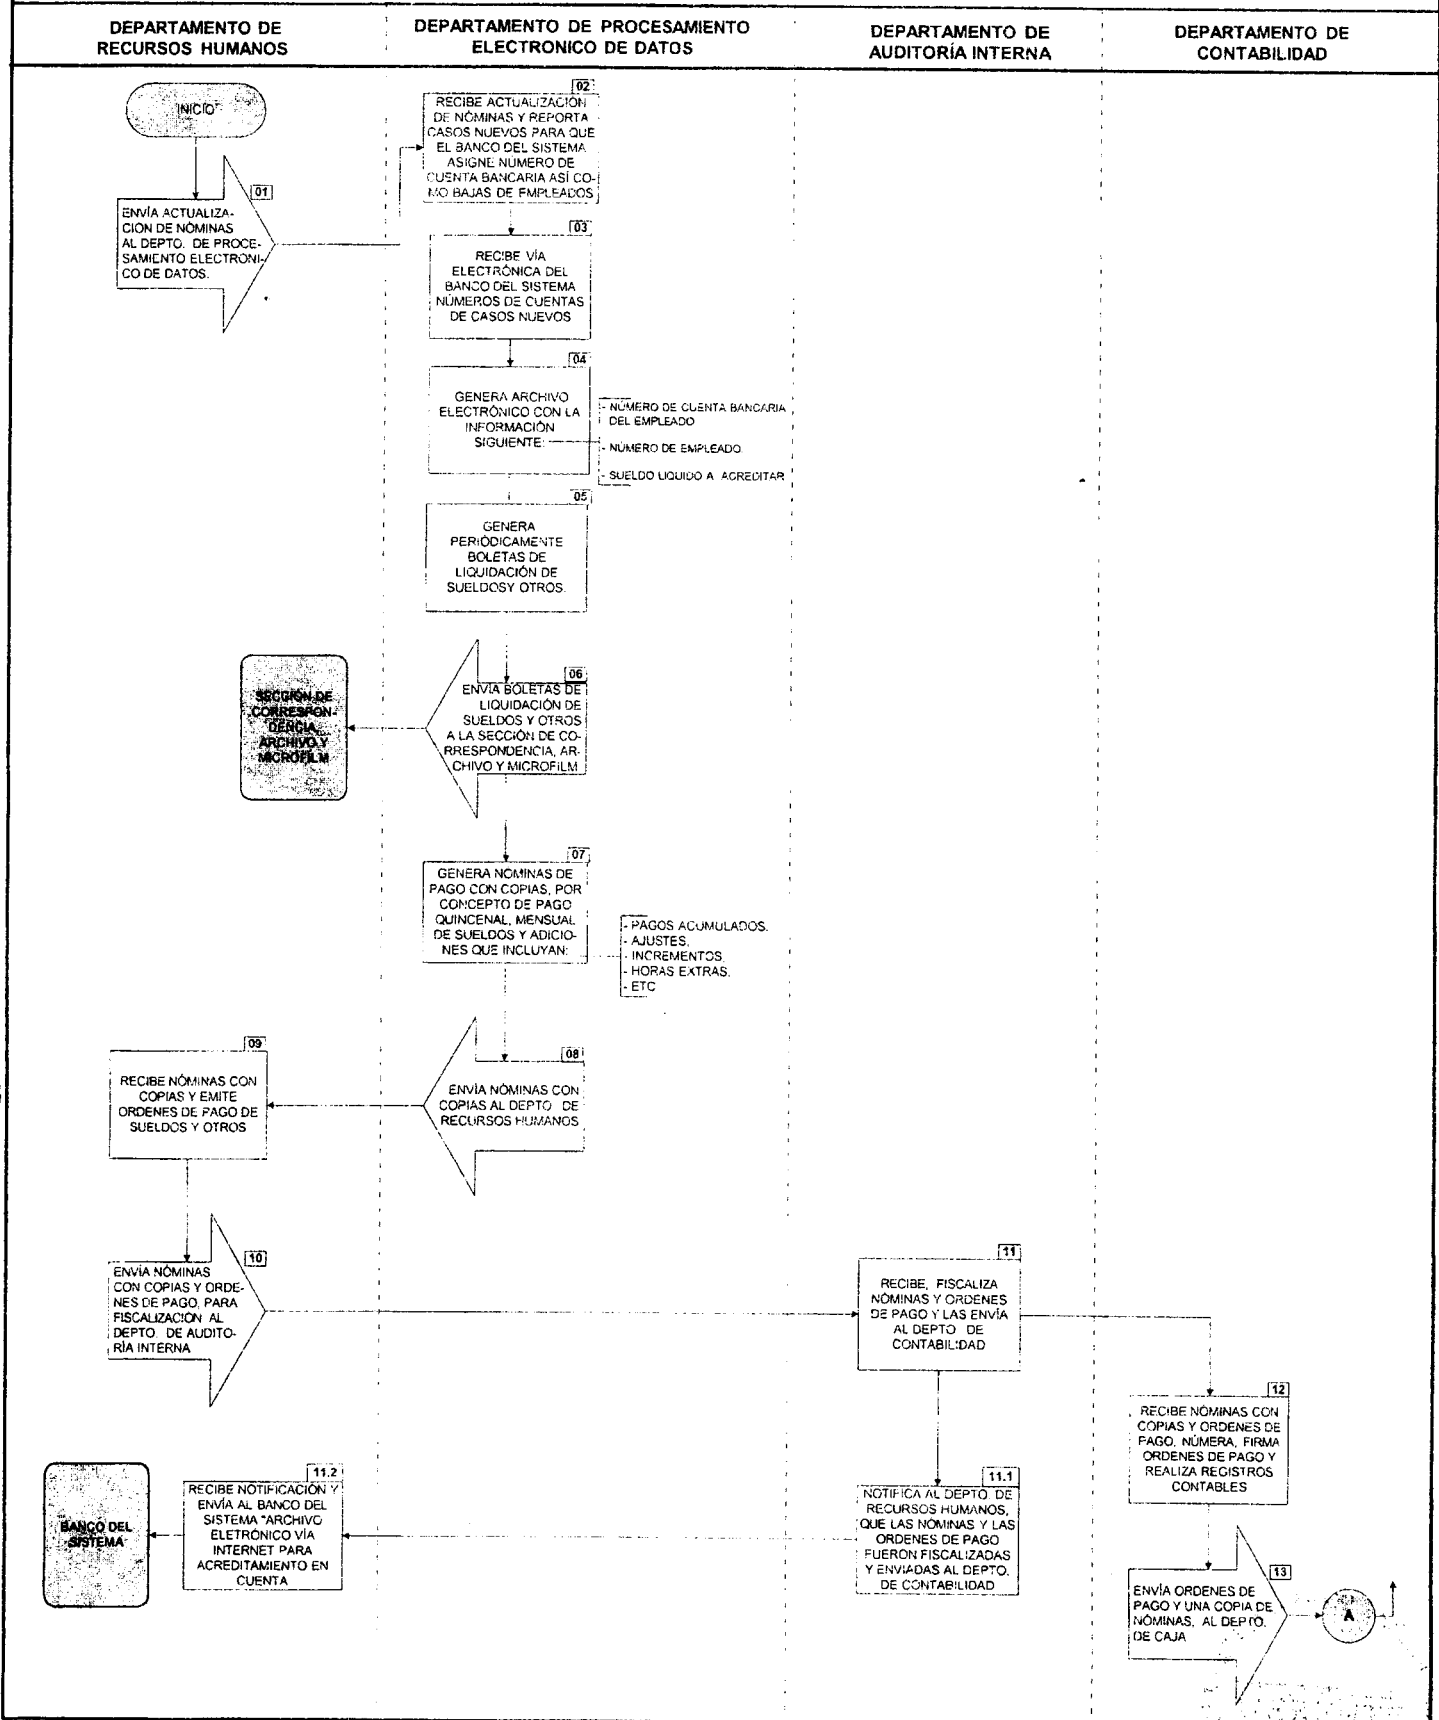 DEPARTAMENTO DE
RECURSOS HUMANOS
DEPARTAMENTO DE PROCESAMIENTO
ELECTRONICO DE DATOS
DEPARTAMENTO DE
AUDITORÍA INTERNA
DEPARTAMENTO DE
CONTABILIDAD
INICIO
01
ENVÍA ACTUALIZA-
CION DE NÓMINAS
AL DEPTO. DE PROCE-
SAMIENTO ELECTRONI-
CO DE DATOS.
02
RECIBE ACTUALIZACIÓN
DE NÓMINAS Y REPORTA
CASOS NUEVOS PARA QUE
EL BANCO DEL SISTEMA
ASIGNE NÚMERO DE
CUENTA BANCARIA ASÍ CO-
MO BAJAS DE EMPLEADOS
03
RECIBE VÍA
ELECTRÓNICA DEL
BANCO DEL SISTEMA
NÚMEROS DE CUENTAS
DE CASOS NUEVOS
04
GENERA ARCHIVO
ELECTRÓNICO CON LA
INFORMACIÓN
SIGUIENTE:
- NÚMERO DE CUENTA BANCARIA
DEL EMPLEADO
- NÚMERO DE EMPLEADO
- SUELDO LIQUIDO A ACREDITAR
05
GENERA
PERIÓDICAMENTE
BOLETAS DE
LIQUIDACIÓN DE
SUELDOSY OTROS.
06
ENVÍA BOLETAS DE
LIQUIDACIÓN DE
SUELDOS Y OTROS
A LA SECCIÓN DE CO-
RRESPONDENCIA, AR-
CHIVO Y MICROFILM
SECCIÓN DE
CORRESPON-
DENCIA,
ARCHIVO Y
MICROFILM
07
GENERA NÓMINAS DE
PAGO CON COPIAS, POR
CONCEPTO DE PAGO
QUINCENAL, MENSUAL
DE SUELDOS Y ADICIO-
NES QUE INCLUYAN:
- PAGOS ACUMULADOS.
- AJUSTES.
- INCREMENTOS.
- HORAS EXTRAS.
- ETC
08
ENVÍA NÓMINAS CON
COPIAS AL DEPTO DE
RECURSOS HUMANOS
09
RECIBE NÓMINAS CON
COPIAS Y EMITE
ORDENES DE PAGO DE
SUELDOS Y OTROS
10
ENVÍA NÓMINAS
CON COPIAS Y ORDE-
NES DE PAGO, PARA
FISCALIZACIÓN AL
DEPTO. DE AUDITO-
RÍA INTERNA
11
RECIBE, FISCALIZA
NÓMINAS Y ORDENES
DE PAGO Y LAS ENVÍA
AL DEPTO DE
CONTABILIDAD
12
RECIBE NÓMINAS CON
COPIAS Y ORDENES DE
PAGO, NÚMERA, FIRMA
ORDENES DE PAGO Y
REALIZA REGISTROS
CONTABLES
11.1
NOTIFICA AL DEPTO. DE
RECURSOS HUMANOS,
QUE LAS NÓMINAS Y LAS
ORDENES DE PAGO
FUERON FISCALIZADAS
Y ENVIADAS AL DEPTO.
DE CONTABILIDAD
11.2
RECIBE NOTIFICACIÓN Y
ENVÍA AL BANCO DEL
SISTEMA "ARCHIVO
ELETRÓNICO VÍA
INTERNET PARA
ACREDITAMIENTO EN
CUENTA
BANCO DEL
SISTEMA
13
ENVÍA ORDENES DE
PAGO Y UNA COPIA DE
NÓMINAS, AL DEPTO.
DE CAJA
A